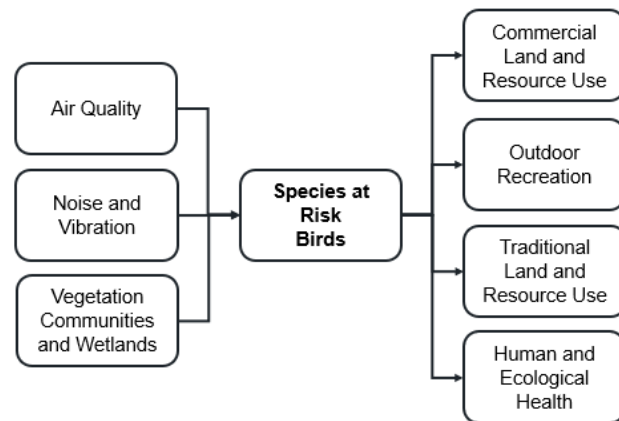 Air Quality
Noise and
Vibration
Vegetation
Communities
and Wetlands
Species at
Risk
Birds
Commercial
Land and
Resource Use
Outdoor
Recreation
Traditional
Land and
Resource Use
Human and
Ecological
Health